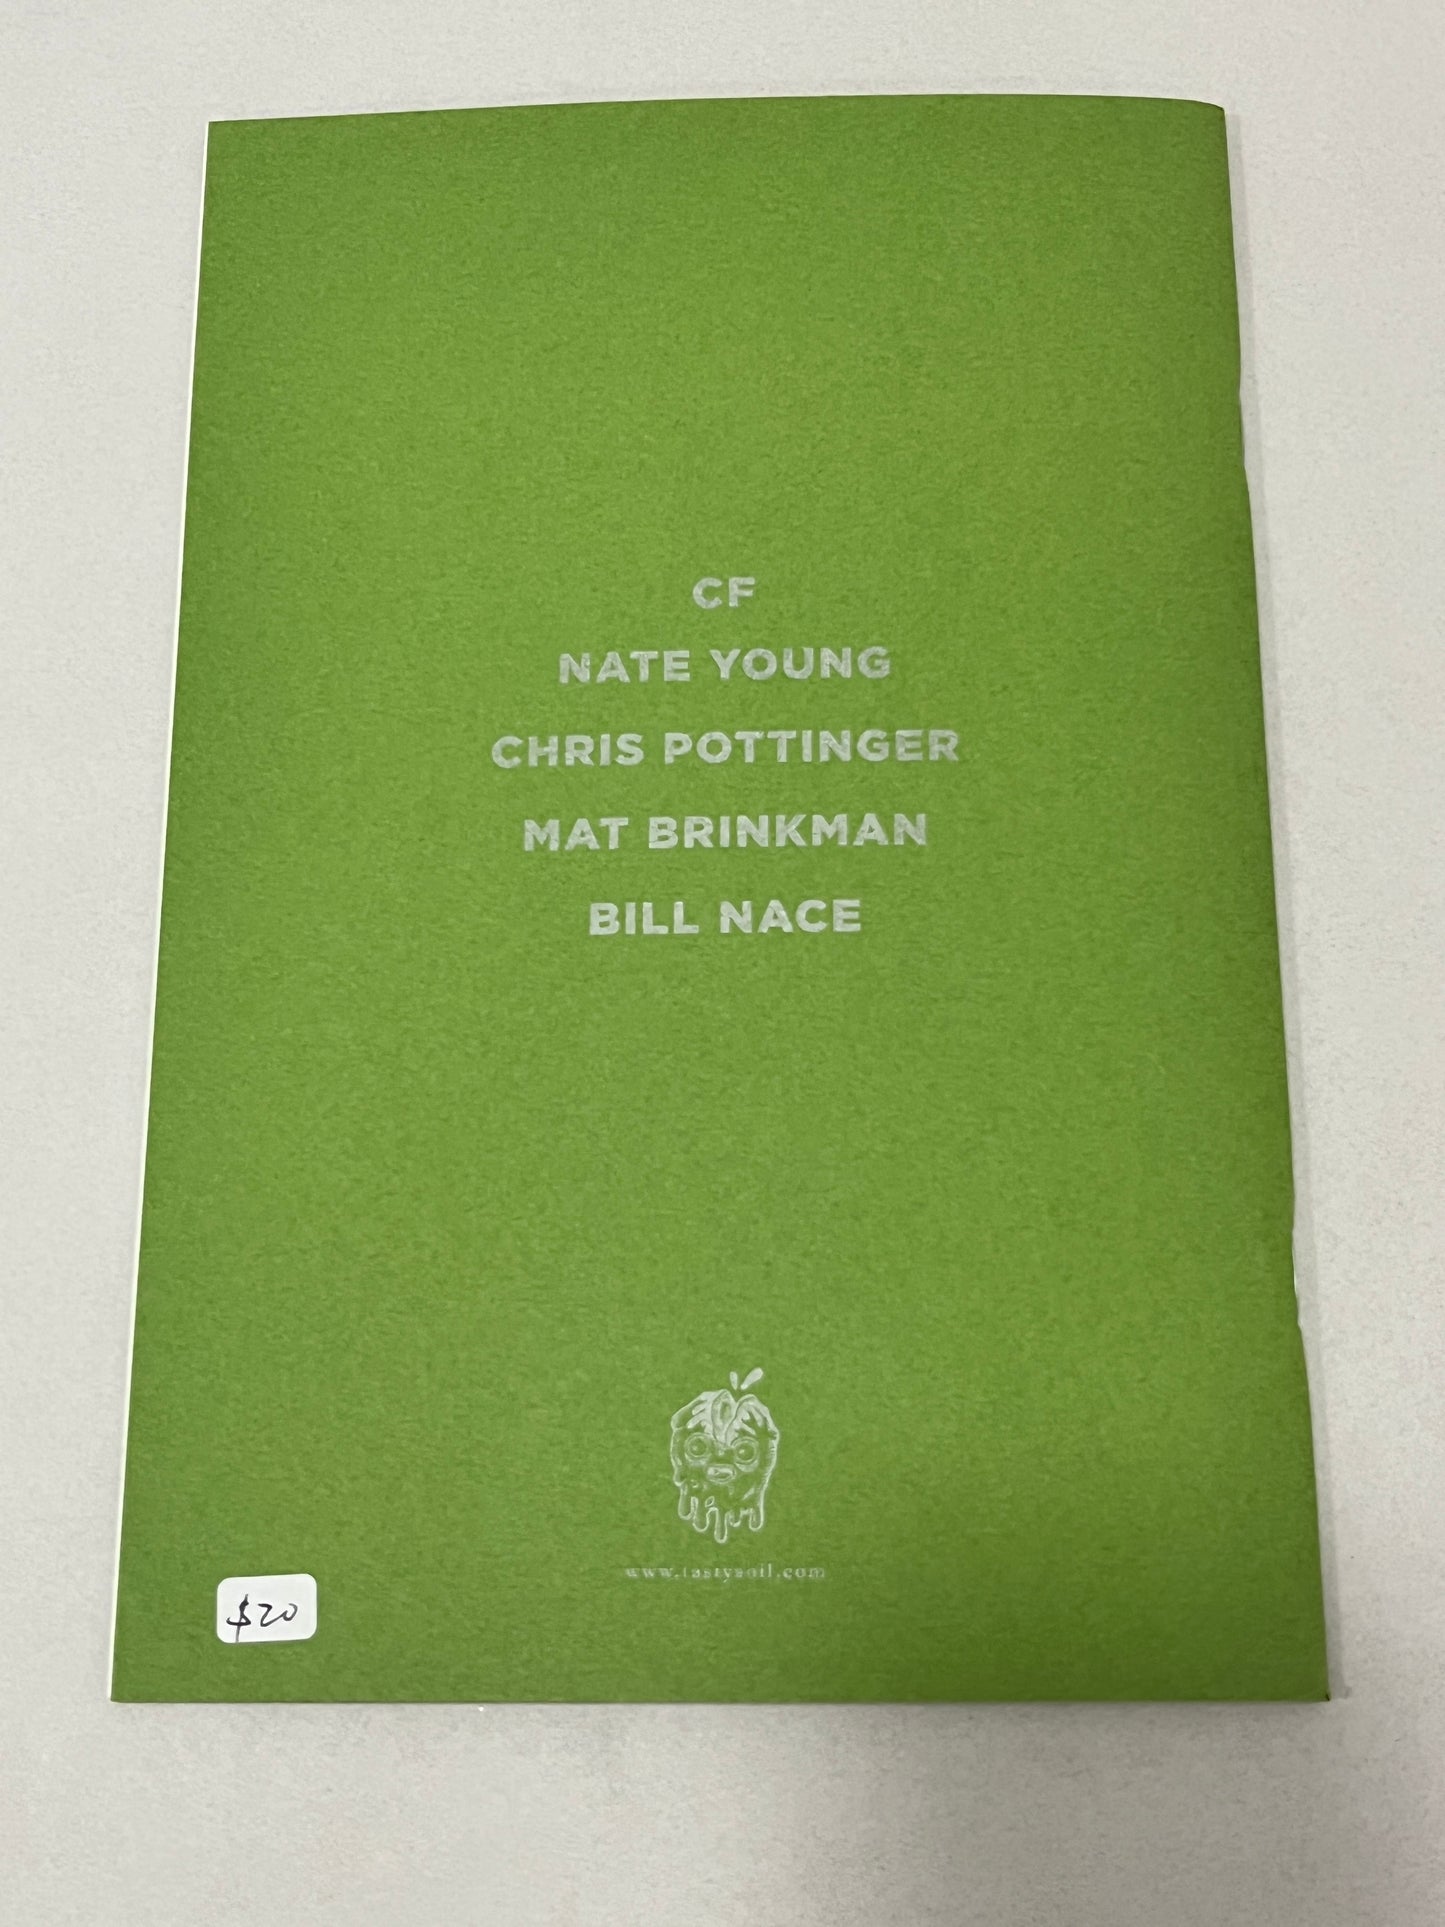 CF
NATE YOUNG
CHRIS POTTINGER
MAT BRINKMAN
BILL NACE
www.tastysoil.com
$20